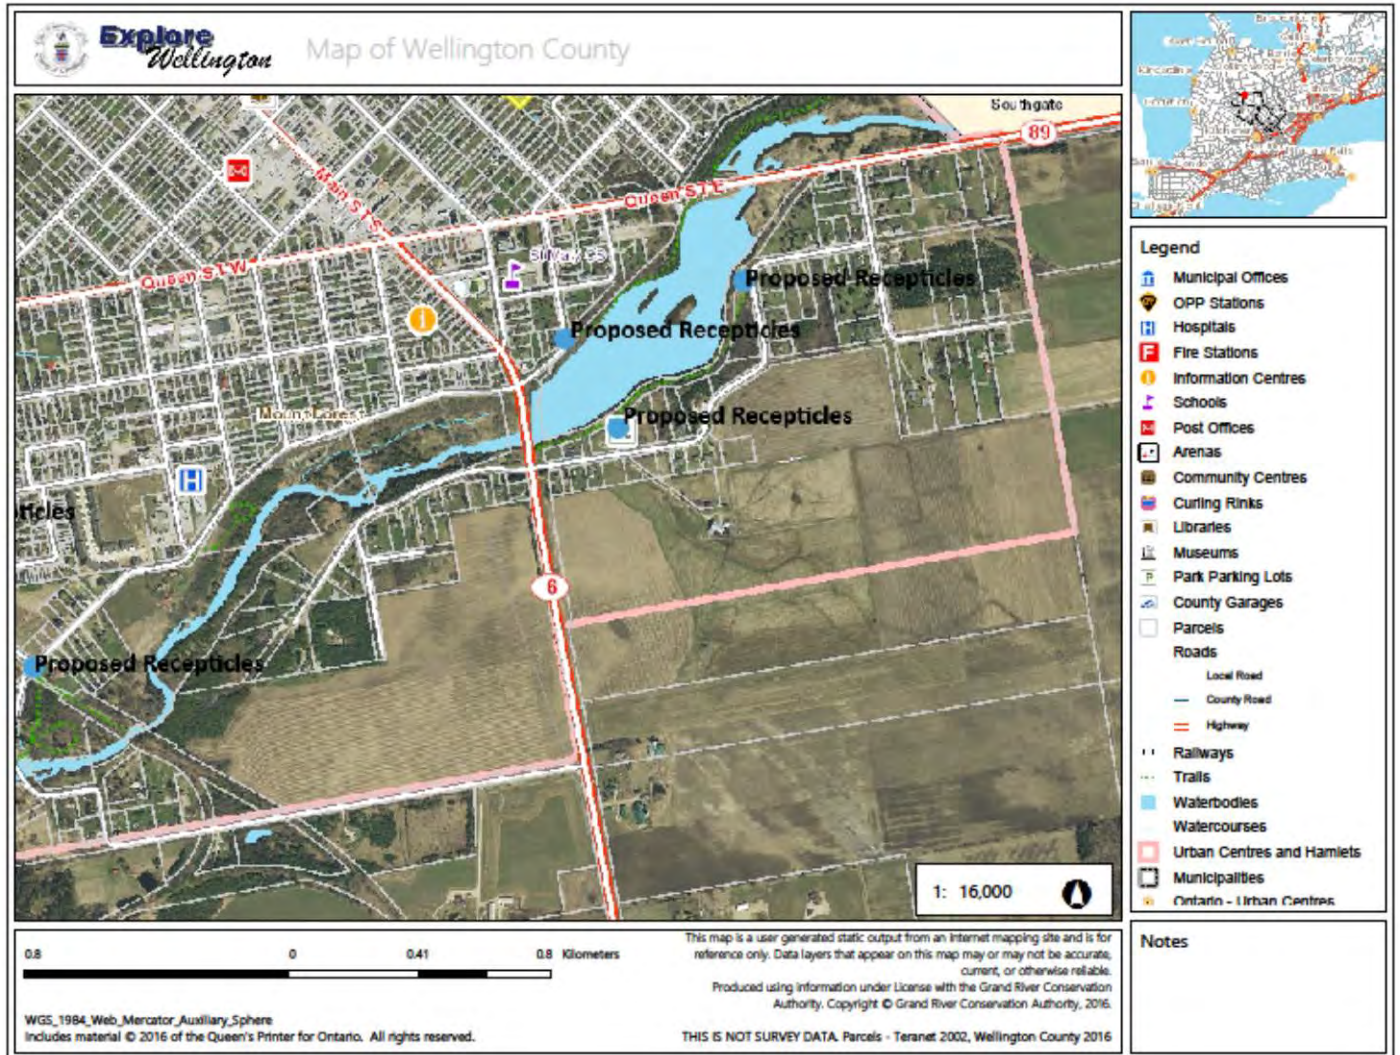 Explore
Wellington
Map of Wellington County
Southgate
89
Main ST S
Queen ST E
Queen ST W
Proposed Recepticles
Proposed Recepticles
Mount Forest
Proposed Recepticles
ticles
6
Proposed Recepticles
1: 16,000
Legend
Municipal Offices
OPP Stations
Hospitals
Fire Stations
Information Centres
Schools
Post Offices
Arenas
Community Centres
Curling Rinks
Libraries
Museums
Park Parking Lots
County Garages
Parcels
Roads
Local Road
County Road
Highway
Railways
Trails
Waterbodies
Watercourses
Urban Centres and Hamlets
Municipalities
Ontario - Urban Centres
0.8 0 0.41 0.8 Kilometers
WGS_1984_Web_Mercator_Auxiliary_Sphere
Includes material © 2016 of the Queen's Printer for Ontario. All rights reserved.
This map is a user generated static output from an Internet mapping site and is for
reference only. Data layers that appear on this map may or may not be accurate,
current, or otherwise reliable.
Produced using information under License with the Grand River Conservation
Authority. Copyright © Grand River Conservation Authority, 2016.
THIS IS NOT SURVEY DATA. Parcels - Teranet 2002, Wellington County 2016
Notes